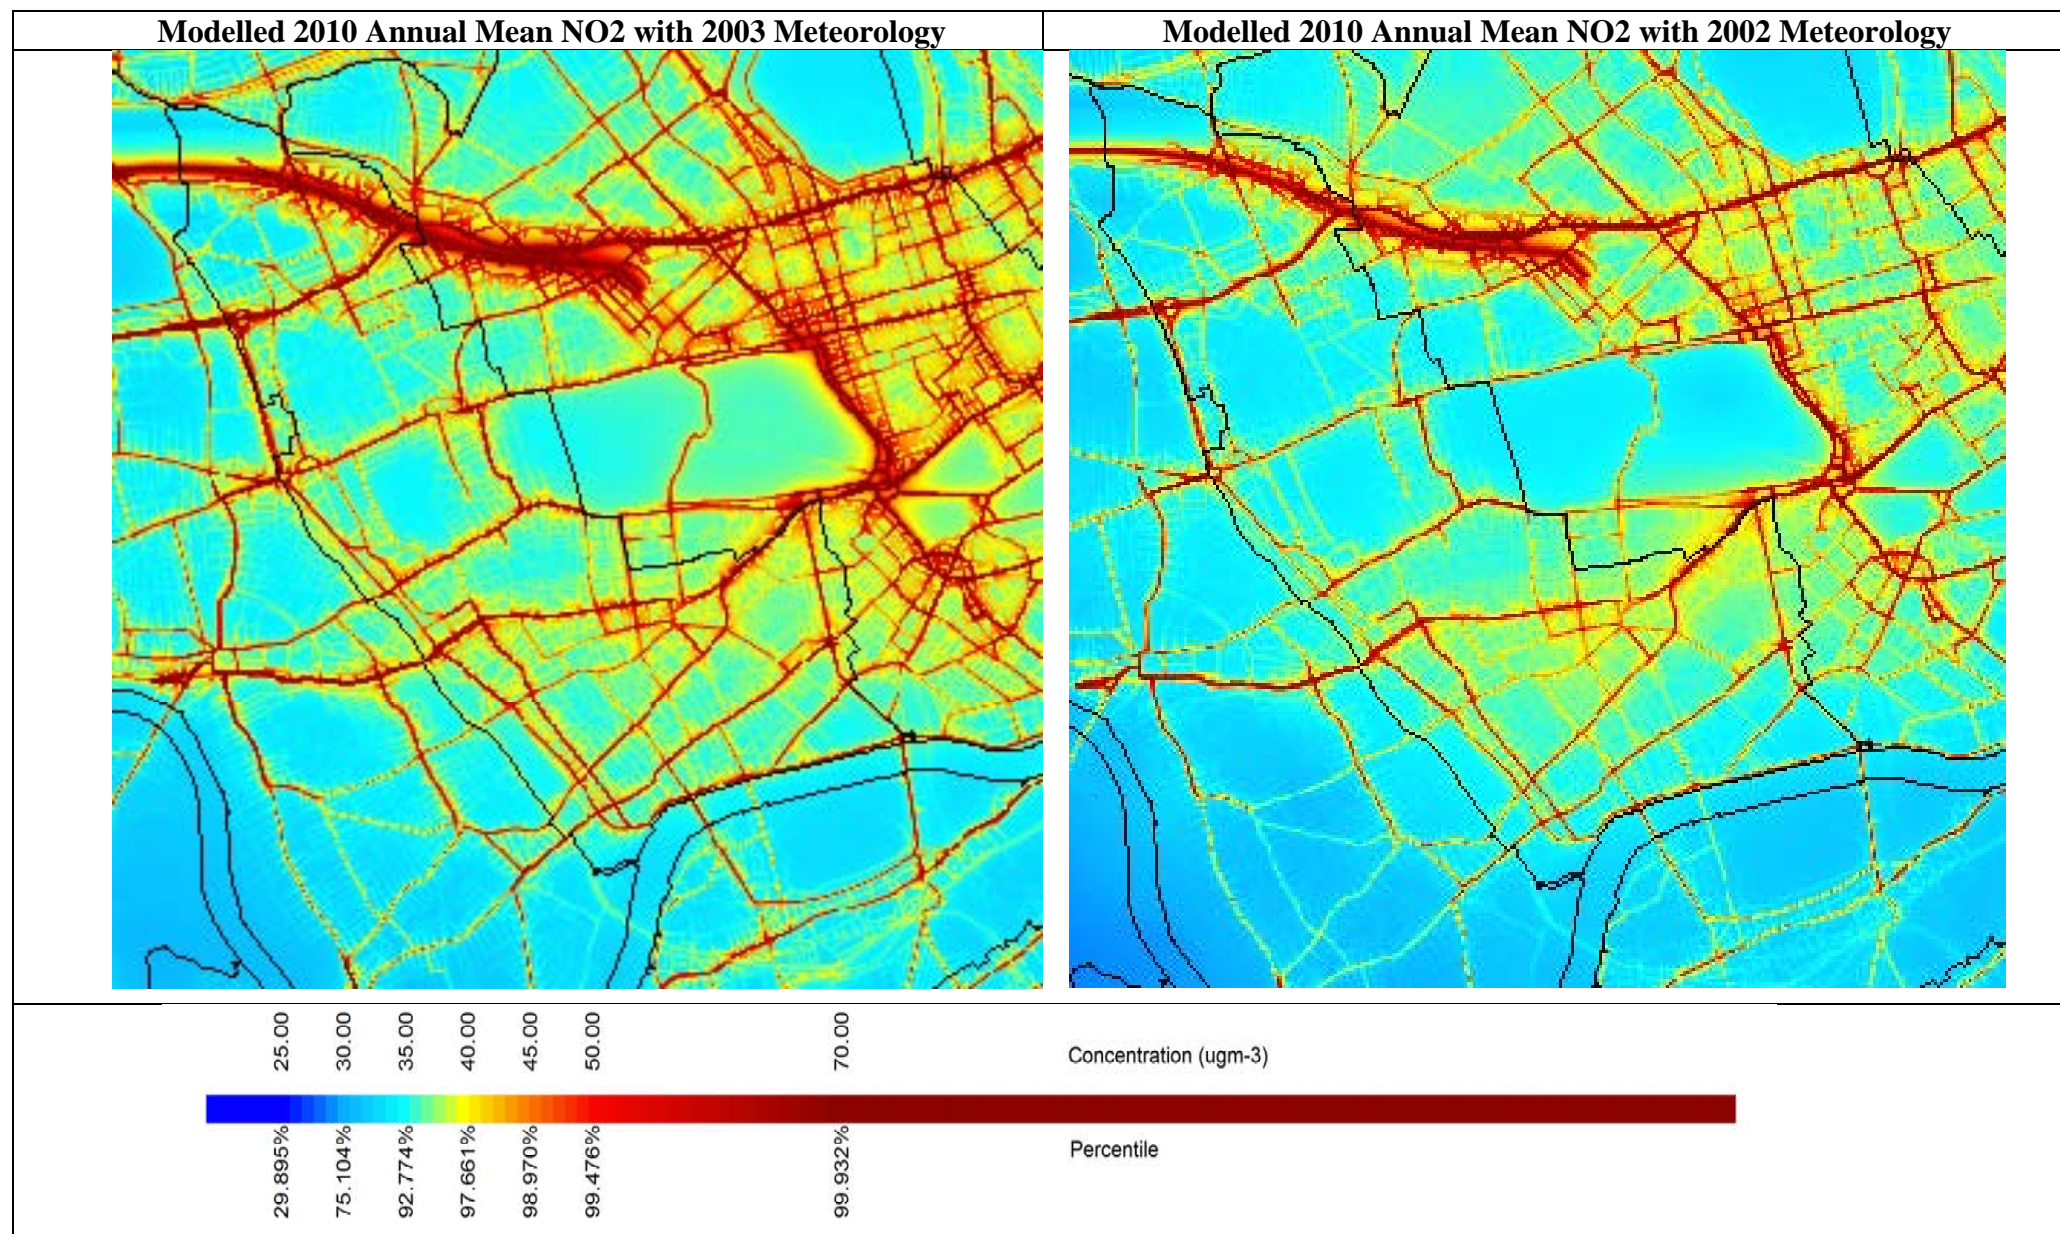 Modelled 2010 Annual Mean NO2 with 2003 Meteorology
Modelled 2010 Annual Mean NO2 with 2002 Meteorology
25.00 30.00 35.00 40.00 45.00 50.00 70.00
Concentration (ugm-3)
29.895% 75.104% 92.774% 97.661% 98.970% 99.476% 99.932%
Percentile